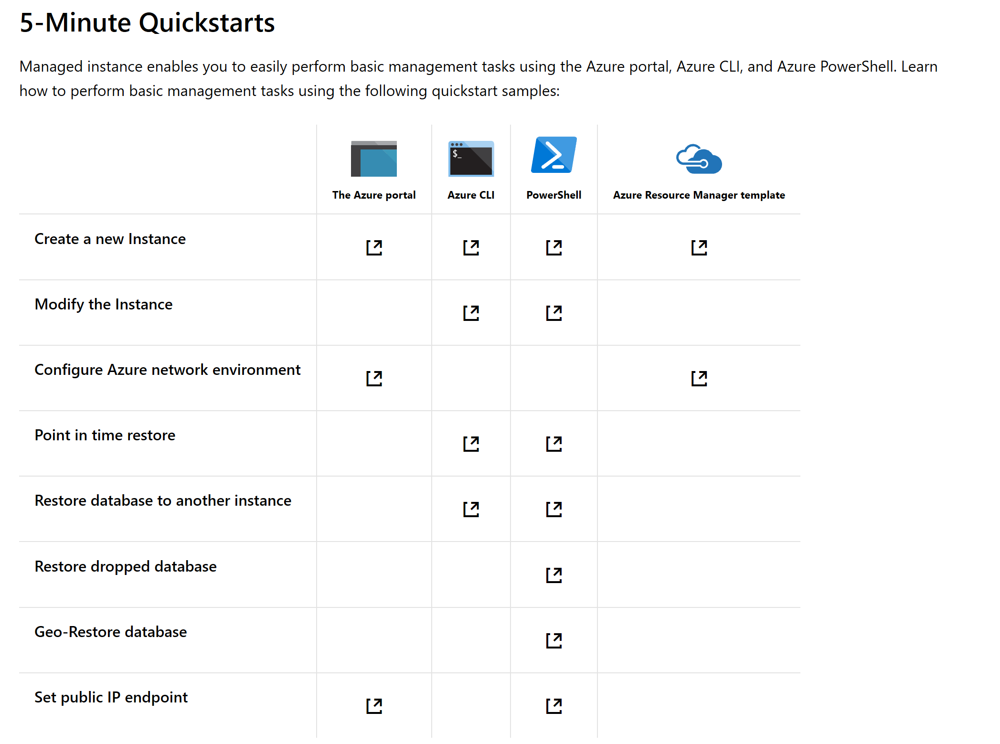 5-Minute Quickstarts
Managed instance enables you to easily perform basic management tasks using the Azure portal, Azure CLI, and Azure PowerShell. Learn
how to perform basic management tasks using the following quickstart samples:
$_
The Azure portal
Azure CLI
PowerShell
Azure Resource Manager template
Create a new Instance
Modify the Instance
Configure Azure network environment
Point in time restore
Restore database to another instance
Restore dropped database
Geo-Restore database
Set public IP endpoint